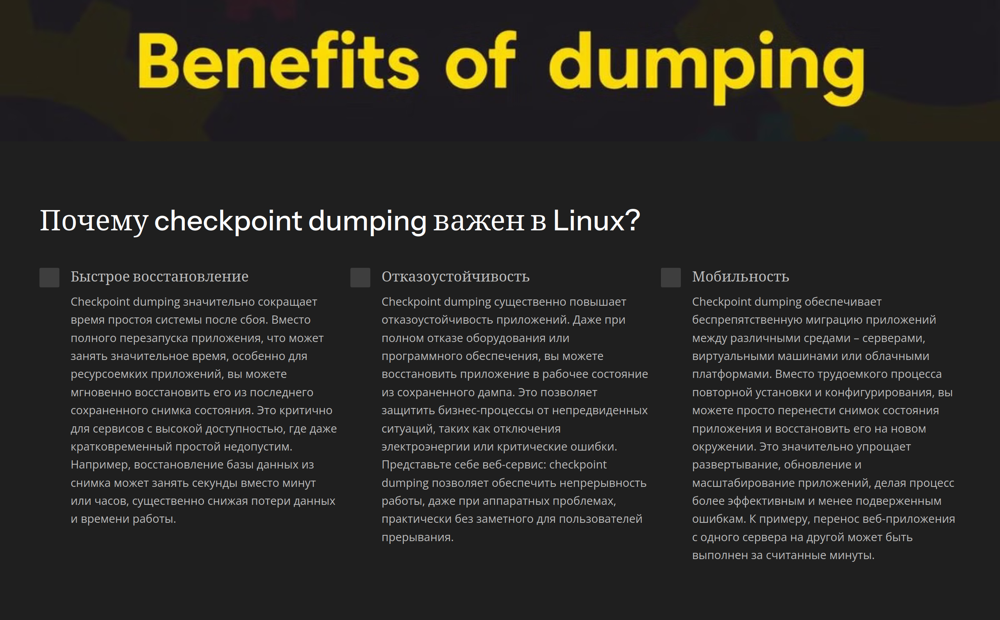 Benefits of dumping
Почему checkpoint dumping важен в Linux?
Быстрое восстановление
Checkpoint dumping значительно сокращает
время простоя системы после сбоя. Вместо
полного перезапуска приложения, что может
занять значительное время, особенно для
ресурсоемких приложений, вы можете
мгновенно восстановить его из последнего
сохраненного снимка состояния. Это критично
для сервисов с высокой доступностью, где даже
кратковременный простой недопустим.
Например, восстановление базы данных из
снимка может занять секунды вместо минут
или часов, существенно снижая потери данных
и времени работы.
Отказоустойчивость
Checkpoint dumping существенно повышает
отказоустойчивость приложений. Даже при
полном отказе оборудования или
программного обеспечения, вы можете
восстановить приложение в рабочее состояние
из сохраненного дампа. Это позволяет
защитить бизнес-процессы от непредвиденных
ситуаций, таких как отключения
электроэнергии или критические ошибки.
Представьте себе веб-сервис: checkpoint
dumping позволяет обеспечить непрерывность
работы, даже при аппаратных проблемах,
практически без заметного для пользователей
прерывания.
Мобильность
Checkpoint dumping обеспечивает
беспрепятственную миграцию приложений
между различными средами – серверами,
виртуальными машинами или облачными
платформами. Вместо трудоемкого процесса
повторной установки и конфигурирования, вы
можете просто перенести снимок состояния
приложения и восстановить его на новом
окружении. Это значительно упрощает
развертывание, обновление и
масштабирование приложений, делая процесс
более эффективным и менее подверженным
ошибкам. К примеру, перенос веб-приложения
с одного сервера на другой может быть
выполнен за считанные минуты.